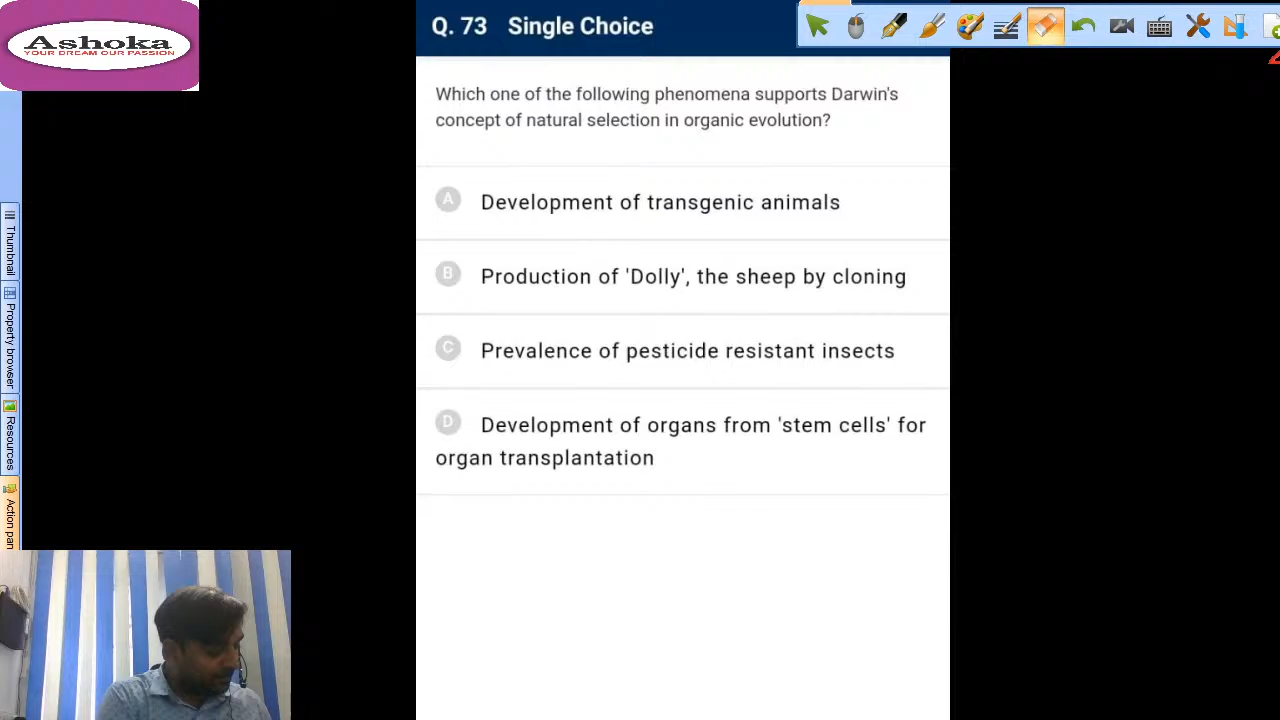 Ashoka
YOUR DREAM OUR PASSION
Q. 73 Single Choice
Which one of the following phenomena supports Darwin's
concept of natural selection in organic evolution?
A Development of transgenic animals
B Production of 'Dolly', the sheep by cloning
C Prevalence of pesticide resistant insects
D Development of organs from 'stem cells' for
organ transplantation
Thumbnail
Property browser
Resources
Action pan